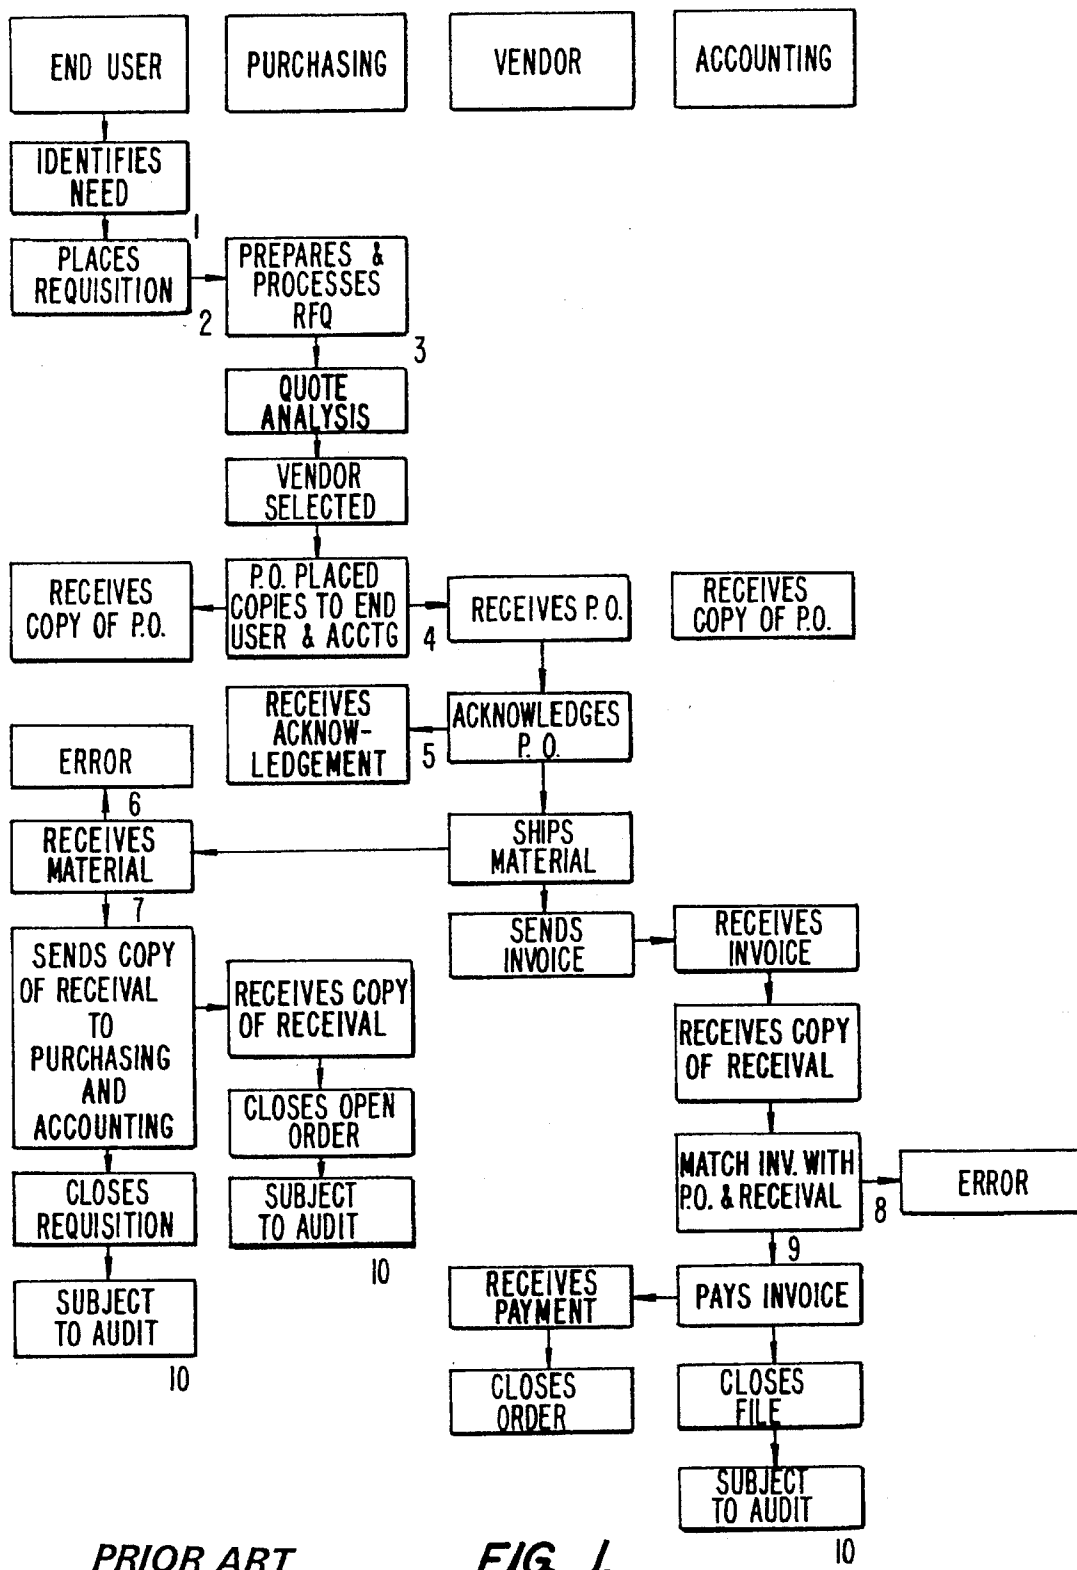 END USER
PURCHASING
VENDOR
ACCOUNTING
IDENTIFIES
NEED
1
PLACES
REQUISITION
2
PREPARES &
PROCESSES
RFQ
3
QUOTE
ANALYSIS
VENDOR
SELECTED
RECEIVES
COPY OF P.O.
P.O. PLACED
COPIES TO END
USER & ACCTG
4
RECEIVES P.O.
RECEIVES
COPY OF P.O.
RECEIVES
ACKNOW-
LEDGEMENT
5
ACKNOWLEDGES
P. O.
ERROR
6
RECEIVES
MATERIAL
7
SHIPS
MATERIAL
SENDS
INVOICE
RECEIVES
INVOICE
SENDS COPY
OF RECEIVAL
TO
PURCHASING
AND
ACCOUNTING
RECEIVES COPY
OF RECEIVAL
RECEIVES COPY
OF RECEIVAL
CLOSES OPEN
ORDER
MATCH INV. WITH
P.O. & RECEIVAL
8
ERROR
9
CLOSES
REQUISITION
SUBJECT
TO AUDIT
10
SUBJECT
TO AUDIT
10
RECEIVES
PAYMENT
PAYS INVOICE
CLOSES
ORDER
CLOSES
FILE
SUBJECT
TO AUDIT
10
PRIOR ART
FIG. 1.